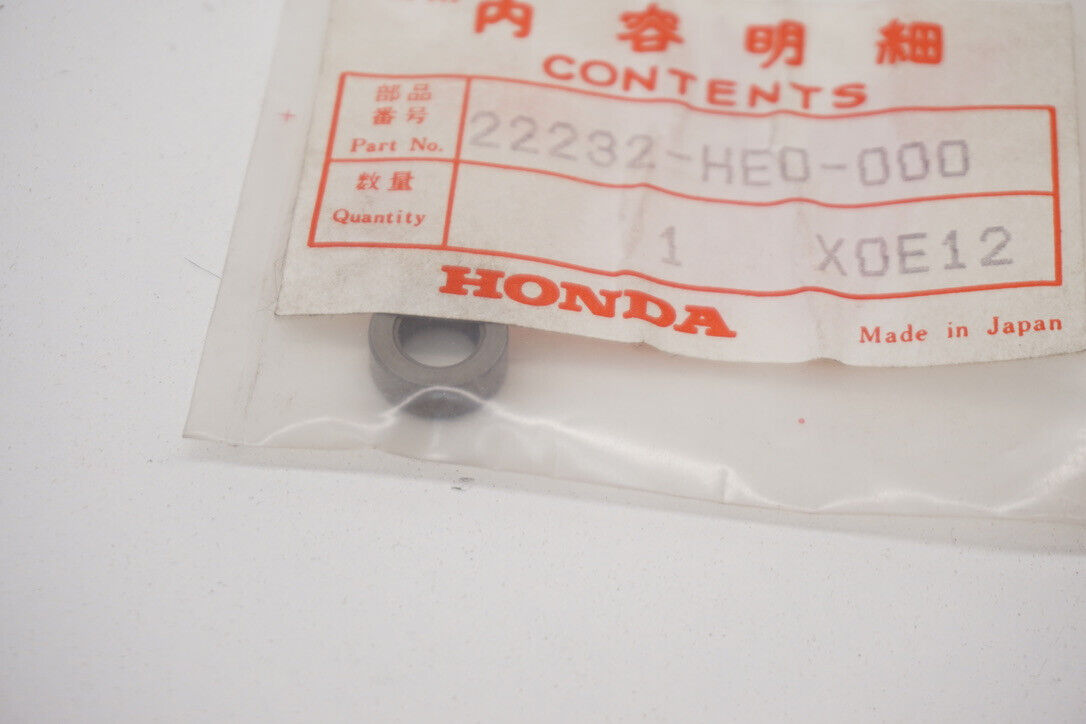 内容明細
CONTENTS
部品
番号
Part No.
22232-HE0-000
数量
Quantity
1 X0E12
HONDA
Made in Japan